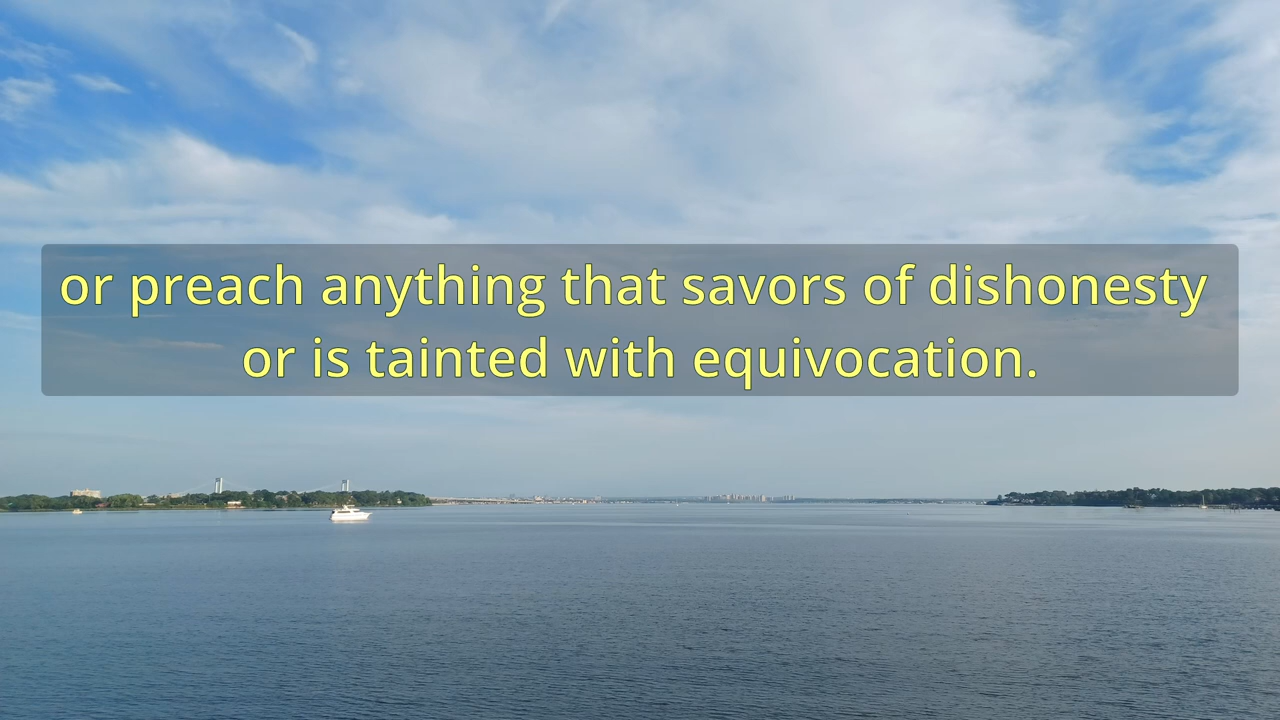 or preach anything that savors of dishonesty
or is tainted with equivocation.